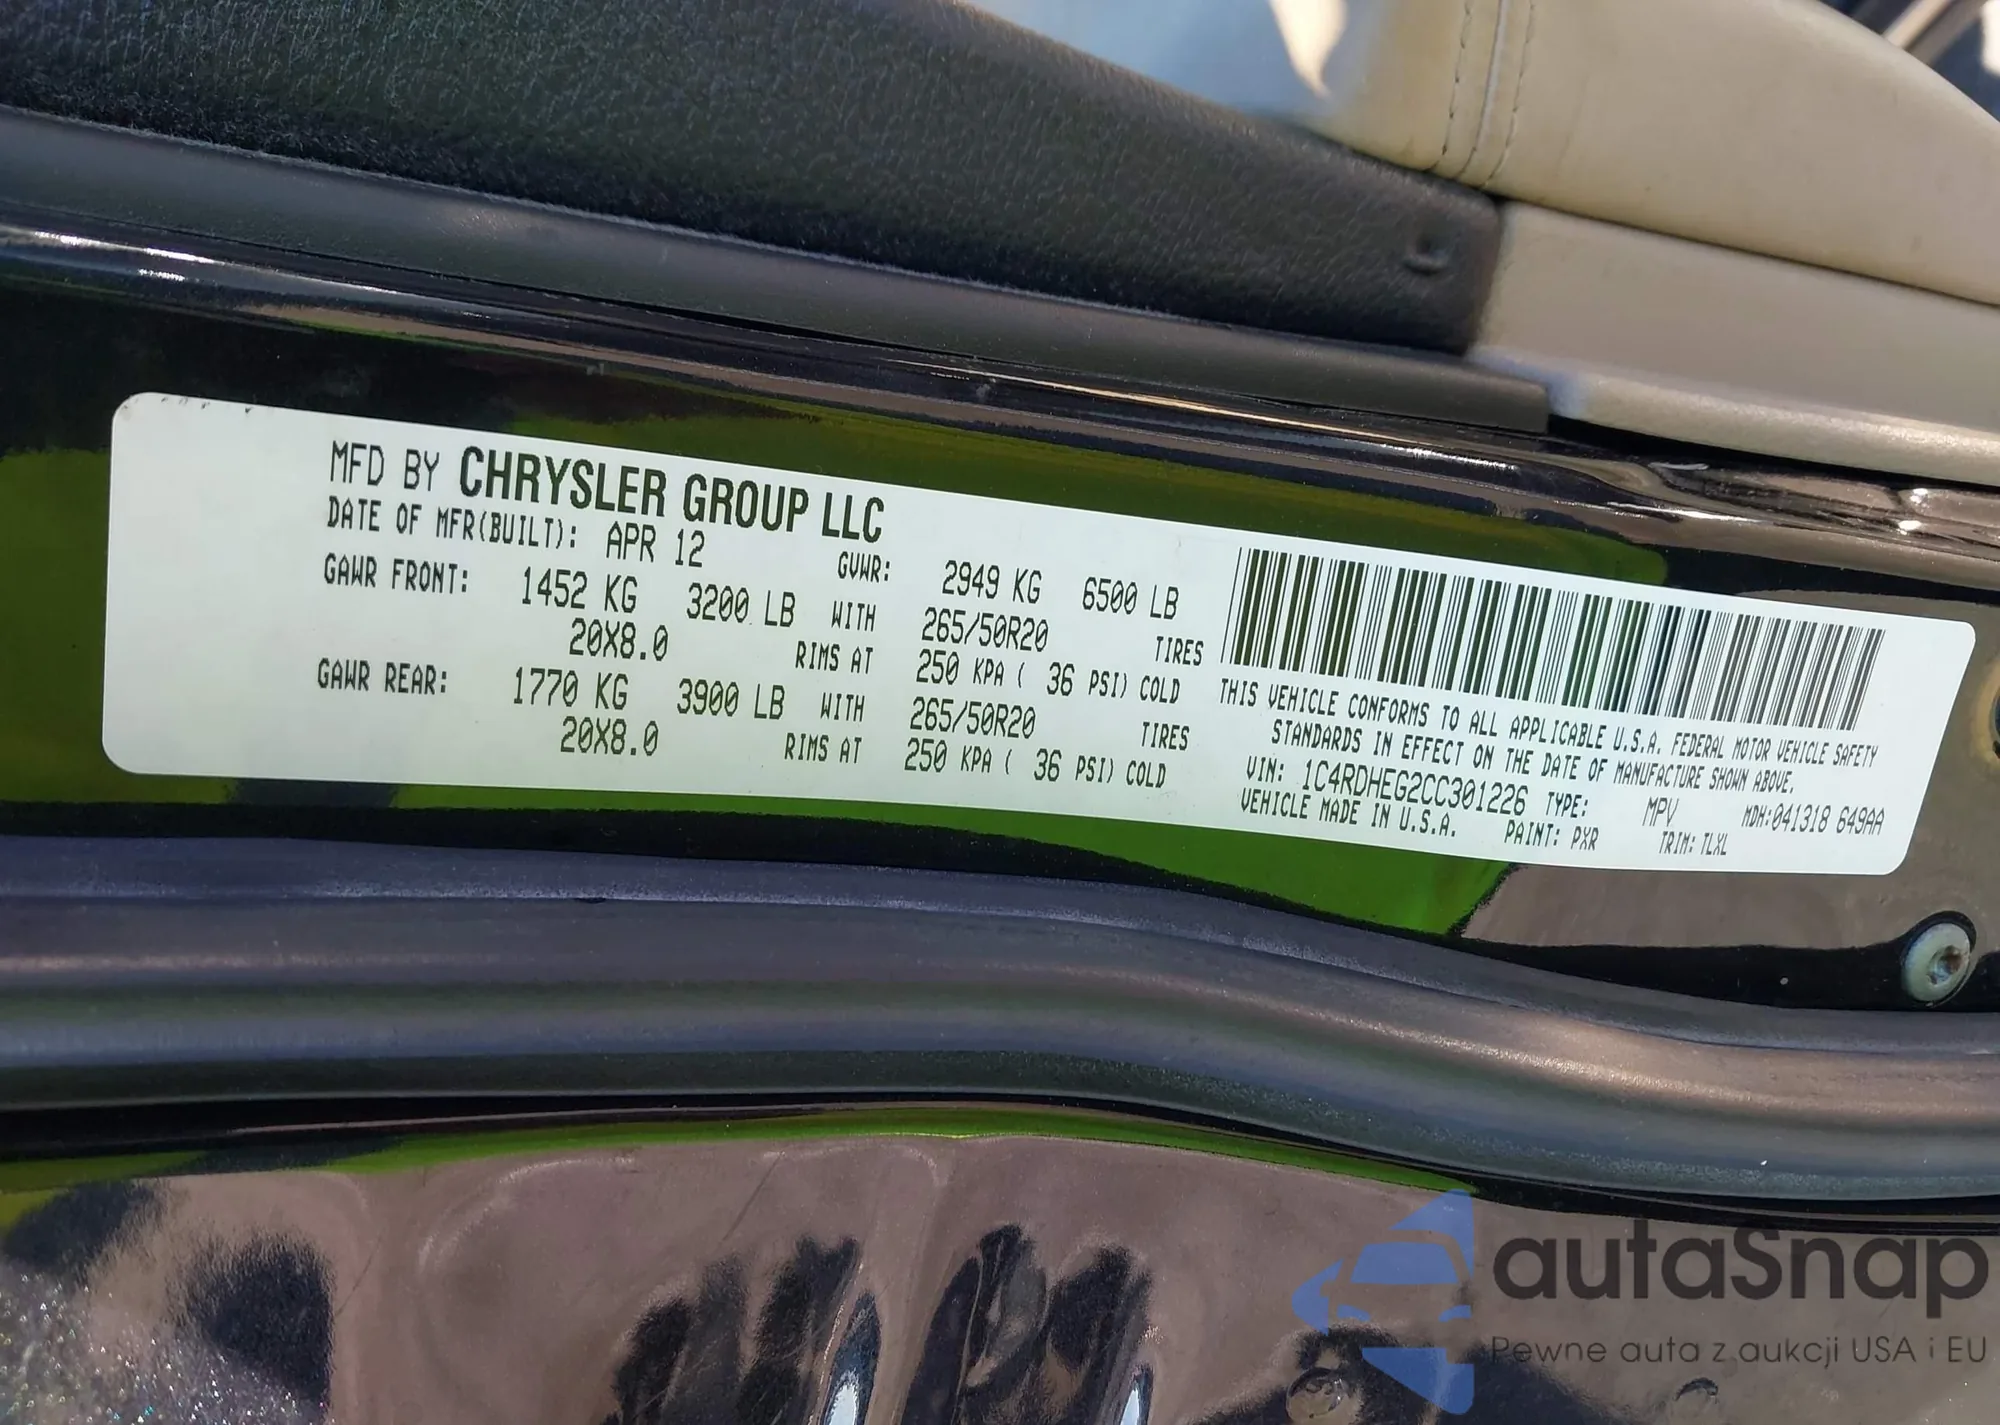 MFD BY CHRYSLER GROUP LLC
DATE OF MFR(BUILT): APR 12 GVWR: 2949 KG 6500 LB
GAWR FRONT: 1452 KG 3200 LB WITH 265/50R20 TIRES
20X8.0 RIMS AT 250 KPA ( 36 PSI) COLD
GAWR REAR: 1770 KG 3900 LB WITH 265/50R20 TIRES
20X8.0 RIMS AT 250 KPA ( 36 PSI) COLD
THIS VEHICLE CONFORMS TO ALL APPLICABLE U.S.A. FEDERAL MOTOR VEHICLE SAFETY
STANDARDS IN EFFECT ON THE DATE OF MANUFACTURE SHOWN ABOVE.
VIN: 1C4RDHEG2CC301226 TYPE: MPV MDH:041318 649AA
VEHICLE MADE IN U.S.A. PAINT: PXR TRIM: TLXL
autaSnap
Pewne auta z aukcji USA i EU